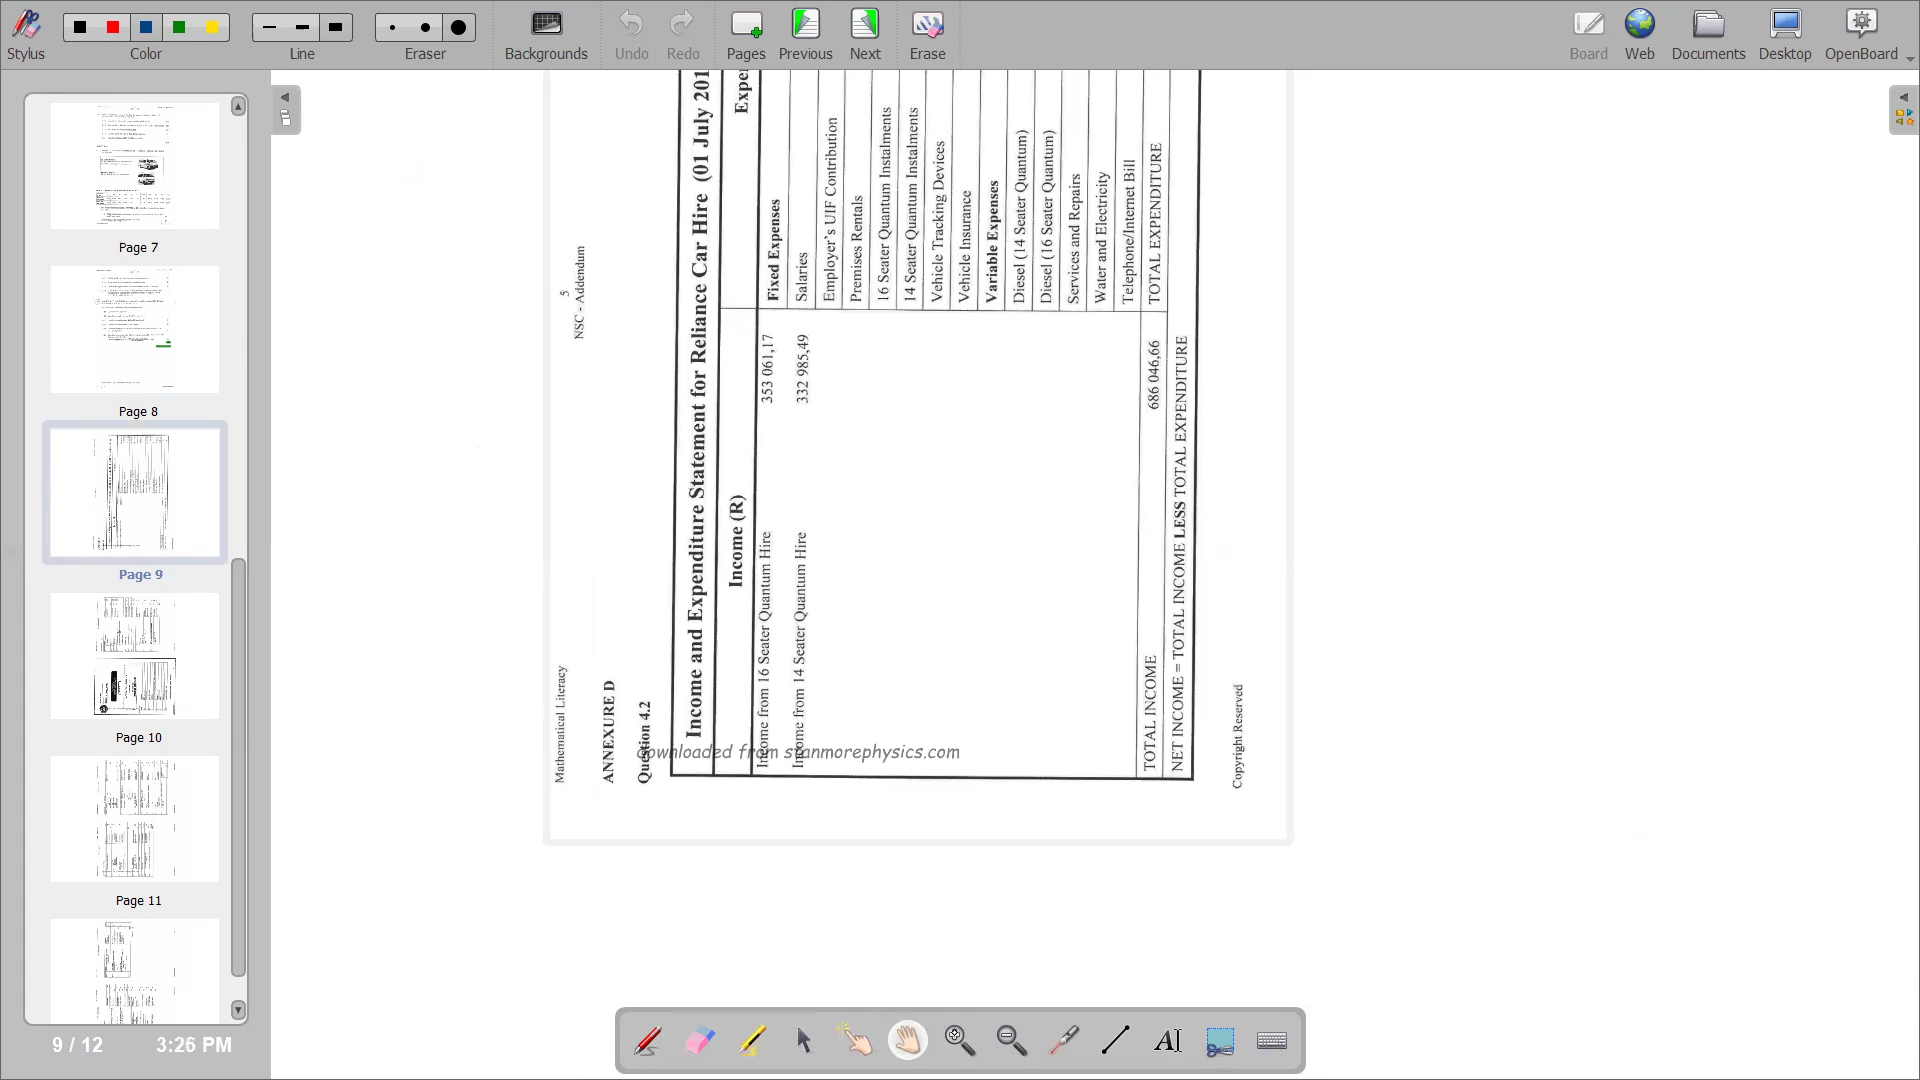 Stylus
Color
Line
Eraser
Backgrounds
Undo
Redo
Pages
Previous
Next
Erase
Board
Web
Documents
Desktop
OpenBoard
Page 7
Page 8
Page 9
Page 10
Page 11
9 / 12
3:26 PM
Mathematical Literacy
5
NSC - Addendum
ANNEXURE D
Question 4.2
Income and Expenditure Statement for Reliance Car Hire (01 July 201
Income (R)
Expen
Income from 16 Seater Quantum Hire 353 061,17
Income from 14 Seater Quantum Hire 332 985,49
Fixed Expenses
Salaries
Employer's UIF Contribution
Premises Rentals
16 Seater Quantum Instalments
14 Seater Quantum Instalments
Vehicle Tracking Devices
Vehicle Insurance
Variable Expenses
Diesel (14 Seater Quantum)
Diesel (16 Seater Quantum)
Services and Repairs
Water and Electricity
Telephone/Internet Bill
TOTAL INCOME 686 046,66
TOTAL EXPENDITURE
NET INCOME = TOTAL INCOME LESS TOTAL EXPENDITURE
Copyright Reserved
downloaded from stanmorephysics.com